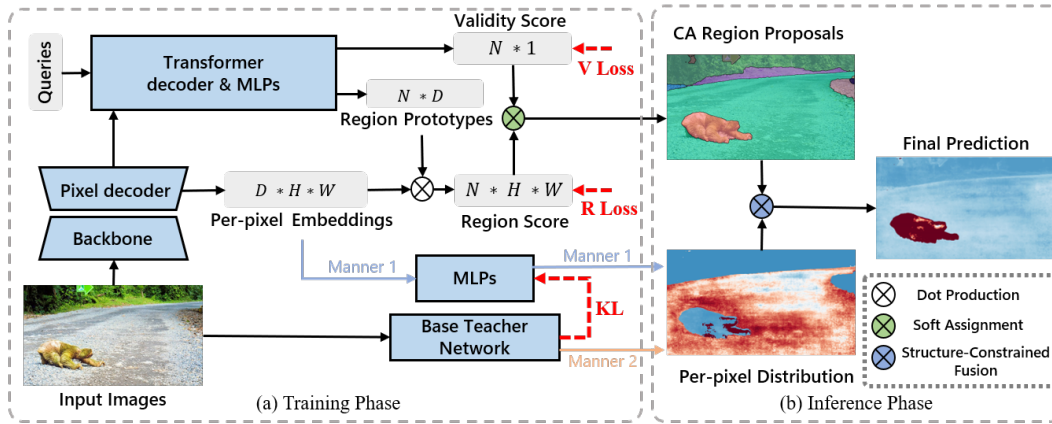 Validity Score
CA Region Proposals
Queries
Transformer
decoder & MLPs
N * 1
V Loss
N * D
Region Prototypes
Final Prediction
Pixel decoder
D * H * W
N * H * W
Per-pixel Embeddings
Region Score
R Loss
Backbone
Manner 1
Manner 1
MLPs
KL
Dot Production
Base Teacher
Network
Soft Assignment
Manner 2
Structure-Constrained
Fusion
Per-pixel Distribution
Input Images
(a) Training Phase
(b) Inference Phase